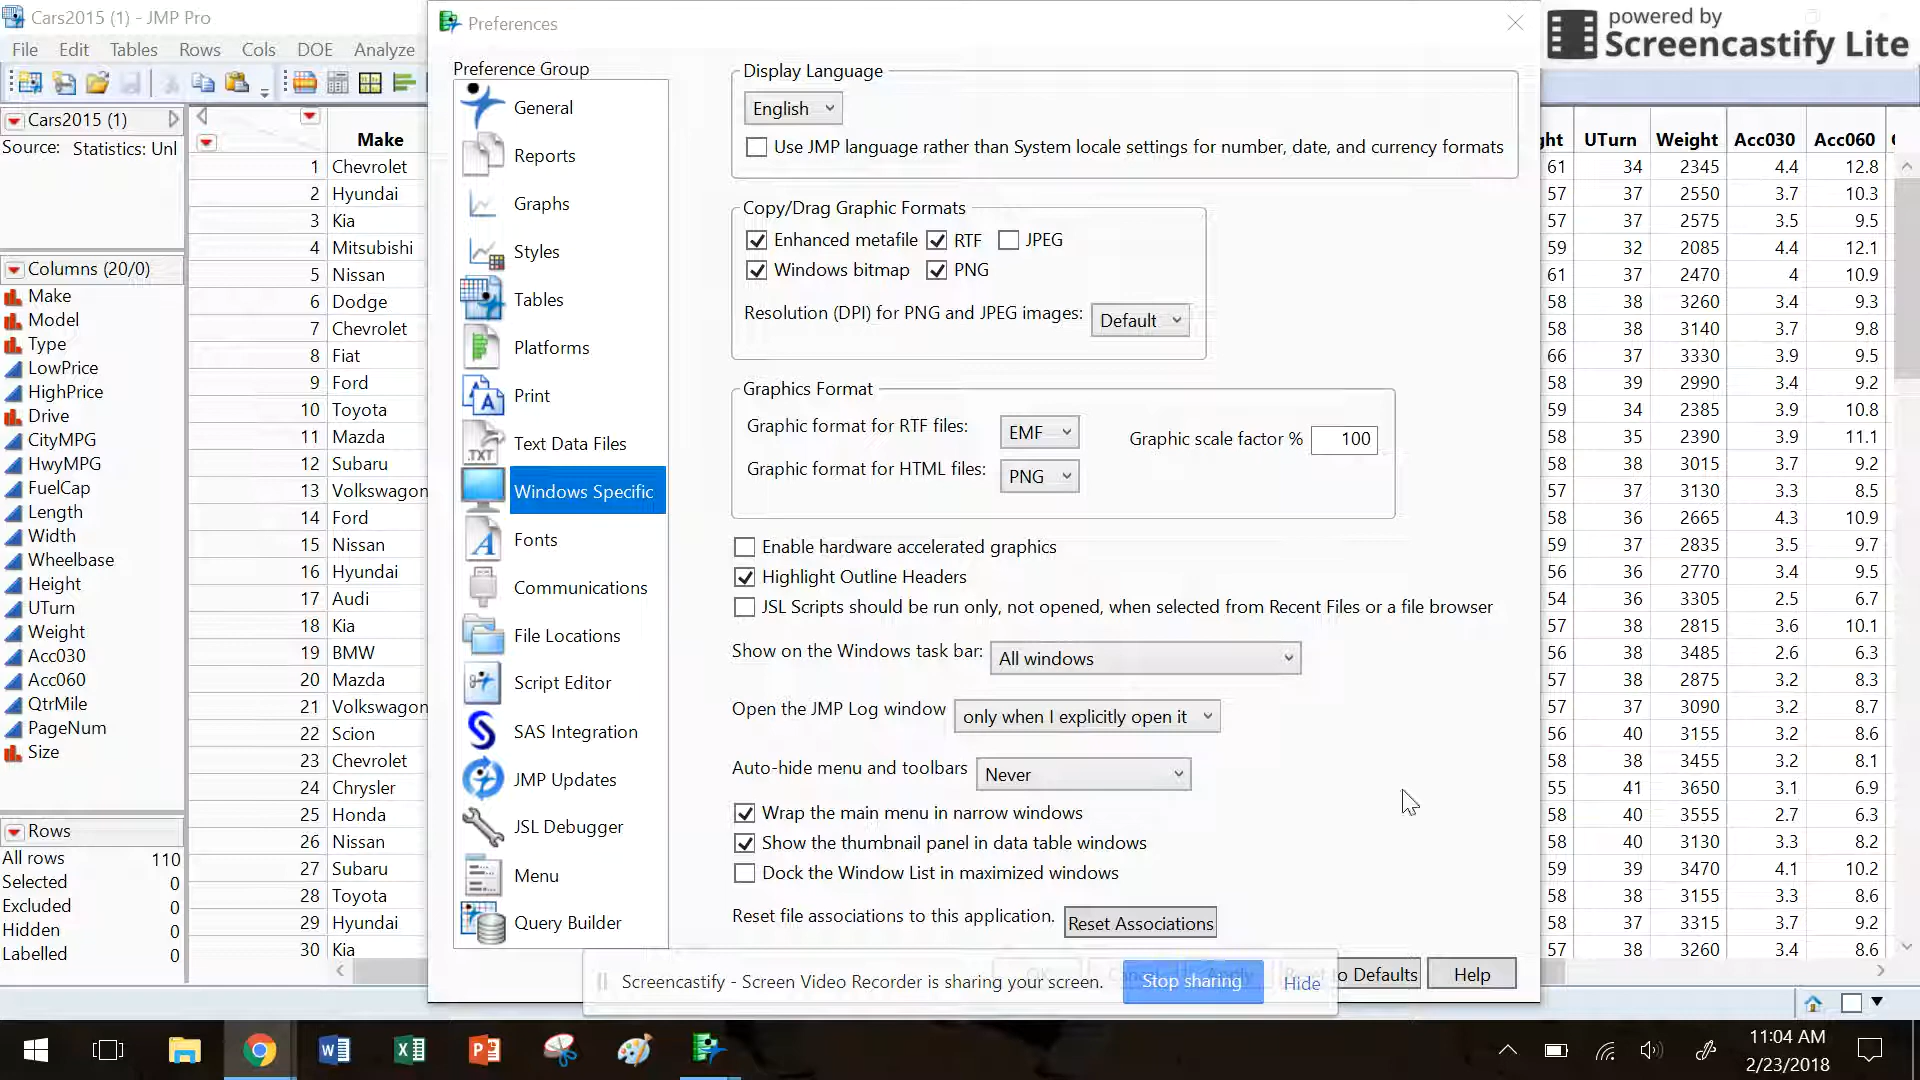 Cars2015 (1) - JMP Pro
File Edit Tables Rows Cols DOE Analyze
Cars2015 (1)
Source: Statistics: Unl
Columns (20/0)
Make
Model
Type
LowPrice
HighPrice
Drive
CityMPG
HwyMPG
FuelCap
Length
Width
Wheelbase
Height
UTurn
Weight
Acc030
Acc060
QtrMile
PageNum
Size
Rows
All rows 110
Selected 0
Excluded 0
Hidden 0
Labelled 0
Make
1 Chevrolet
2 Hyundai
3 Kia
4 Mitsubishi
5 Nissan
6 Dodge
7 Chevrolet
8 Fiat
9 Ford
10 Toyota
11 Mazda
12 Subaru
13 Volkswagon
14 Ford
15 Nissan
16 Hyundai
17 Audi
18 Kia
19 BMW
20 Mazda
21 Volkswagon
22 Scion
23 Chevrolet
24 Chrysler
25 Honda
26 Nissan
27 Subaru
28 Toyota
29 Hyundai
30 Kia
Preferences
Preference Group
General
Reports
Graphs
Styles
Tables
Platforms
Print
Text Data Files
Windows Specific
Fonts
Communications
File Locations
Script Editor
SAS Integration
JMP Updates
JSL Debugger
Menu
Query Builder
Display Language
English
Use JMP language rather than System locale settings for number, date, and currency formats
Copy/Drag Graphic Formats
Enhanced metafile RTF JPEG
Windows bitmap PNG
Resolution (DPI) for PNG and JPEG images: Default
Graphics Format
Graphic format for RTF files: EMF Graphic scale factor % 100
Graphic format for HTML files: PNG
Enable hardware accelerated graphics
Highlight Outline Headers
JSL Scripts should be run only, not opened, when selected from Recent Files or a file browser
Show on the Windows task bar: All windows
Open the JMP Log window only when I explicitly open it
Auto-hide menu and toolbars Never
Wrap the main menu in narrow windows
Show the thumbnail panel in data table windows
Dock the Window List in maximized windows
Reset file associations to this application. Reset Associations
to Defaults Help
Screencastify - Screen Video Recorder is sharing your screen. Stop sharing Hide
powered by
Screencastify Lite
ht UTurn Weight Acc030 Acc060
61 34 2345 4.4 12.8
57 37 2550 3.7 10.3
57 37 2575 3.5 9.5
59 32 2085 4.4 12.1
61 37 2470 4 10.9
58 38 3260 3.4 9.3
58 38 3140 3.7 9.8
66 37 3330 3.9 9.5
58 39 2990 3.4 9.2
59 34 2385 3.9 10.8
58 35 2390 3.9 11.1
58 38 3015 3.7 9.2
57 37 3130 3.3 8.5
58 36 2665 4.3 10.9
59 37 2835 3.5 9.7
56 36 2770 3.4 9.5
54 36 3305 2.5 6.7
57 38 2815 3.6 10.1
56 38 3485 2.6 6.3
57 38 2875 3.2 8.3
57 37 3090 3.2 8.7
56 40 3155 3.2 8.6
58 38 3455 3.2 8.1
55 41 3650 3.1 6.9
58 40 3555 2.7 6.3
58 40 3130 3.3 8.2
59 39 3470 4.1 10.2
58 38 3155 3.3 8.6
58 37 3315 3.7 9.2
57 38 3260 3.4 8.6
11:04 AM
2/23/2018